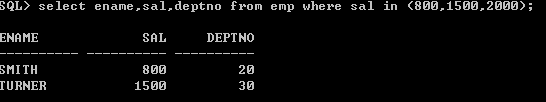 SQL> select ename,sal,deptno from emp where sal in (800,1500,2000);
ENAME SAL DEPTNO
---------- ---------- ----------
SMITH 800 20
TURNER 1500 30